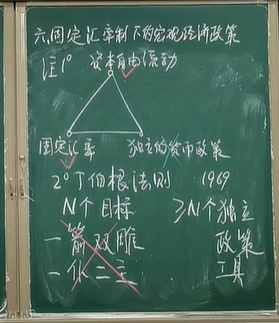 六.固定汇率制下的宏观经济政策
注1° 资本自由流动
固定汇率 独立的货币政策
2°丁伯根法则 1969
N个目标 ≥N个独立
一箭双雕 政策
一仆二主 工具